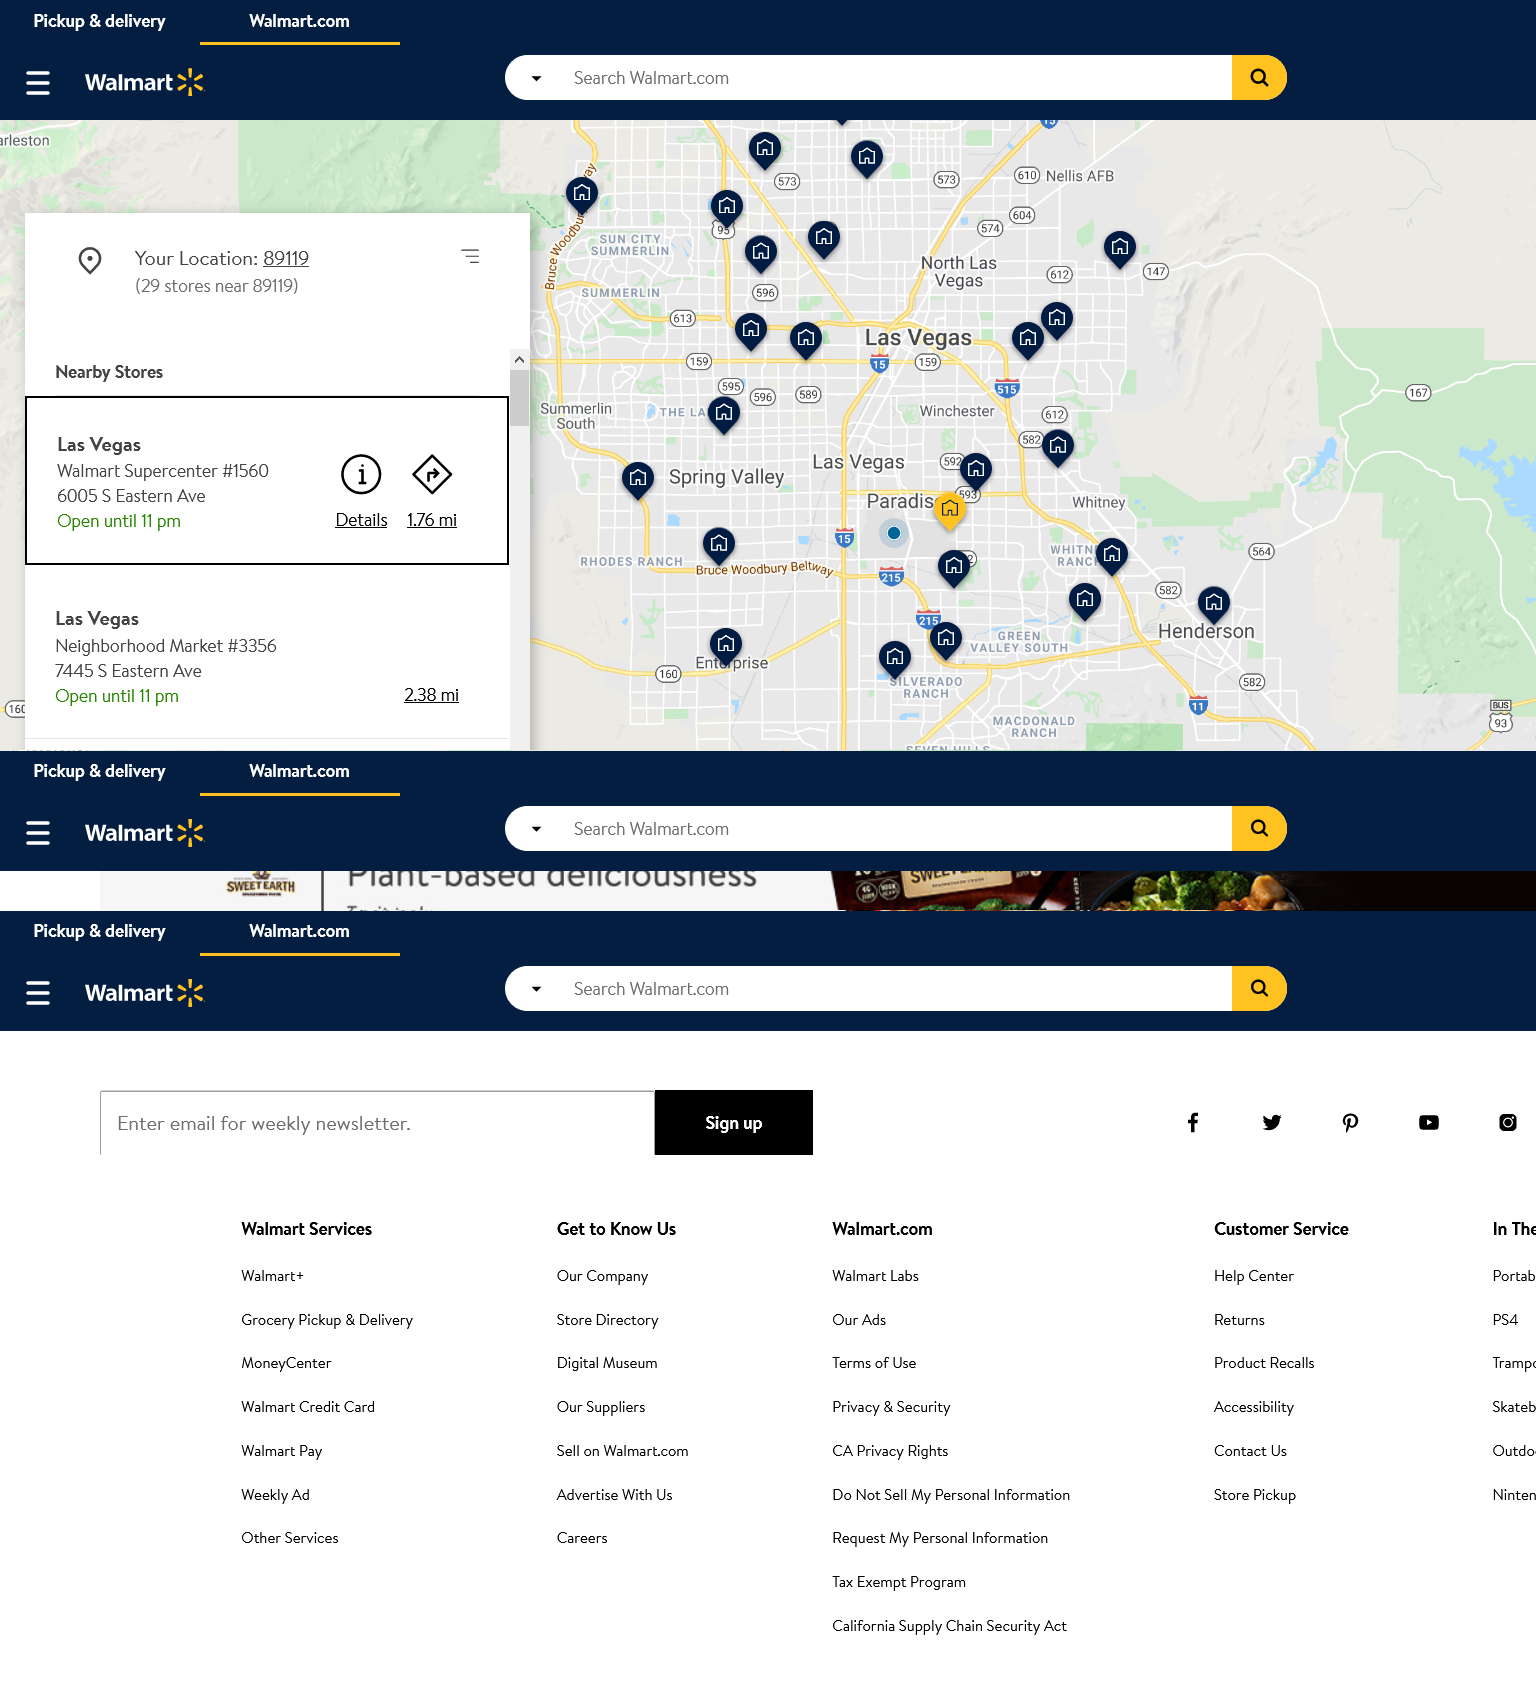 Pickup & delivery
Walmart.com
Walmart
Search Walmart.com
arleston
15
573
573
610
Nellis AFB
604
574
95
SUN CITY
SUMMERLIN
Your Location: 89119
(29 stores near 89119)
North Las
Vegas
612
147
596
SUMMERLIN
613
Las Vegas
159
15
159
Nearby Stores
595
596
589
515
167
Summerlin
South
THE LA
Winchester
612
582
Las Vegas
Walmart Supercenter #1560
6005 S Eastern Ave
Open until 11 pm
Details
1.76 mi
Spring Valley
Las Vegas
592
593
Paradis
Whitney
15
564
RHODES RANCH
Bruce Woodbury Beltway
215
582
Las Vegas
Neighborhood Market #3356
7445 S Eastern Ave
Open until 11 pm
2.38 mi
215
GREEN
VALLEY SOUTH
Henderson
Enterprise
160
SILVERADO
RANCH
582
160
11
BUS
93
MACDONALD
RANCH
SEVEN HILLS
Pickup & delivery
Walmart.com
Walmart
Search Walmart.com
SWEET EARTH
Plant-based deliciousness
Pickup & delivery
Walmart.com
Walmart
Search Walmart.com
Enter email for weekly newsletter.
Sign up
Walmart Services
Walmart+
Grocery Pickup & Delivery
MoneyCenter
Walmart Credit Card
Walmart Pay
Weekly Ad
Other Services
Get to Know Us
Our Company
Store Directory
Digital Museum
Our Suppliers
Sell on Walmart.com
Advertise With Us
Careers
Walmart.com
Walmart Labs
Our Ads
Terms of Use
Privacy & Security
CA Privacy Rights
Do Not Sell My Personal Information
Request My Personal Information
Tax Exempt Program
California Supply Chain Security Act
Customer Service
Help Center
Returns
Product Recalls
Accessibility
Contact Us
Store Pickup
In The
Portab
PS4
Trampo
Skateb
Outdo
Ninten